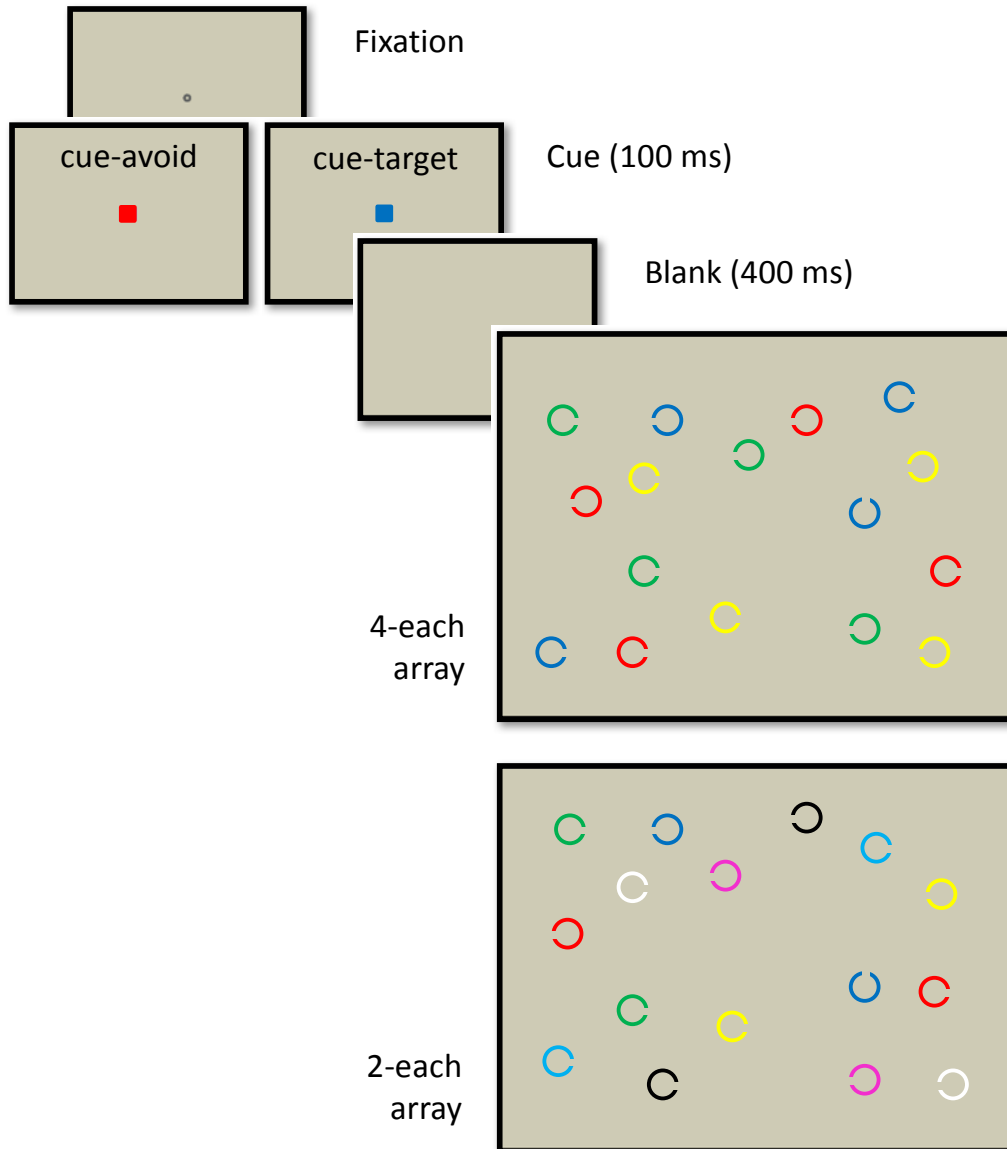 Fixation
cue-avoid
cue-target
Cue (100 ms)
Blank (400 ms)
4-each
array
2-each
array